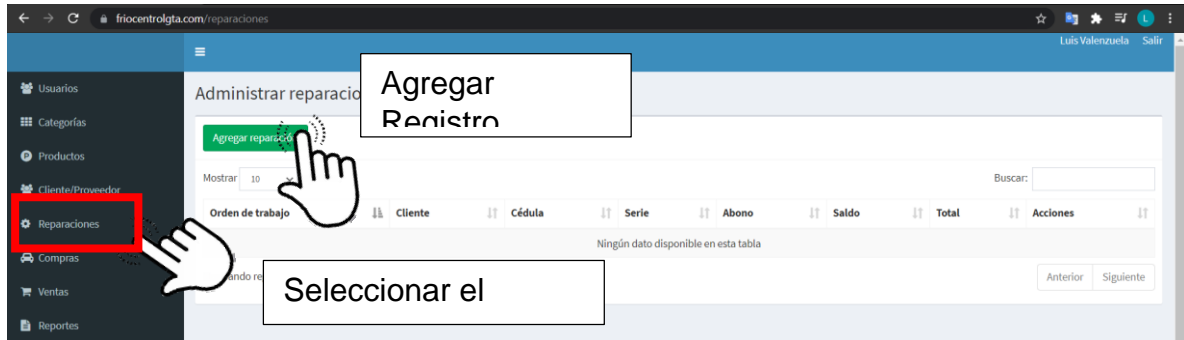 friocentrolgta.com/reparaciones
L
Luis Valenzuela Salir
Usuarios
Categorías
Productos
Cliente/Proveedor
Reparaciones
Compras
Ventas
Reportes
Administrar reparacio
Agregar
Registro
Agregar reparació
Mostrar 10
Buscar:
Orden de trabajo Cliente Cédula Serie Abono Saldo Total Acciones
Ningún dato disponible en esta tabla
Anterior Siguiente
Seleccionar el